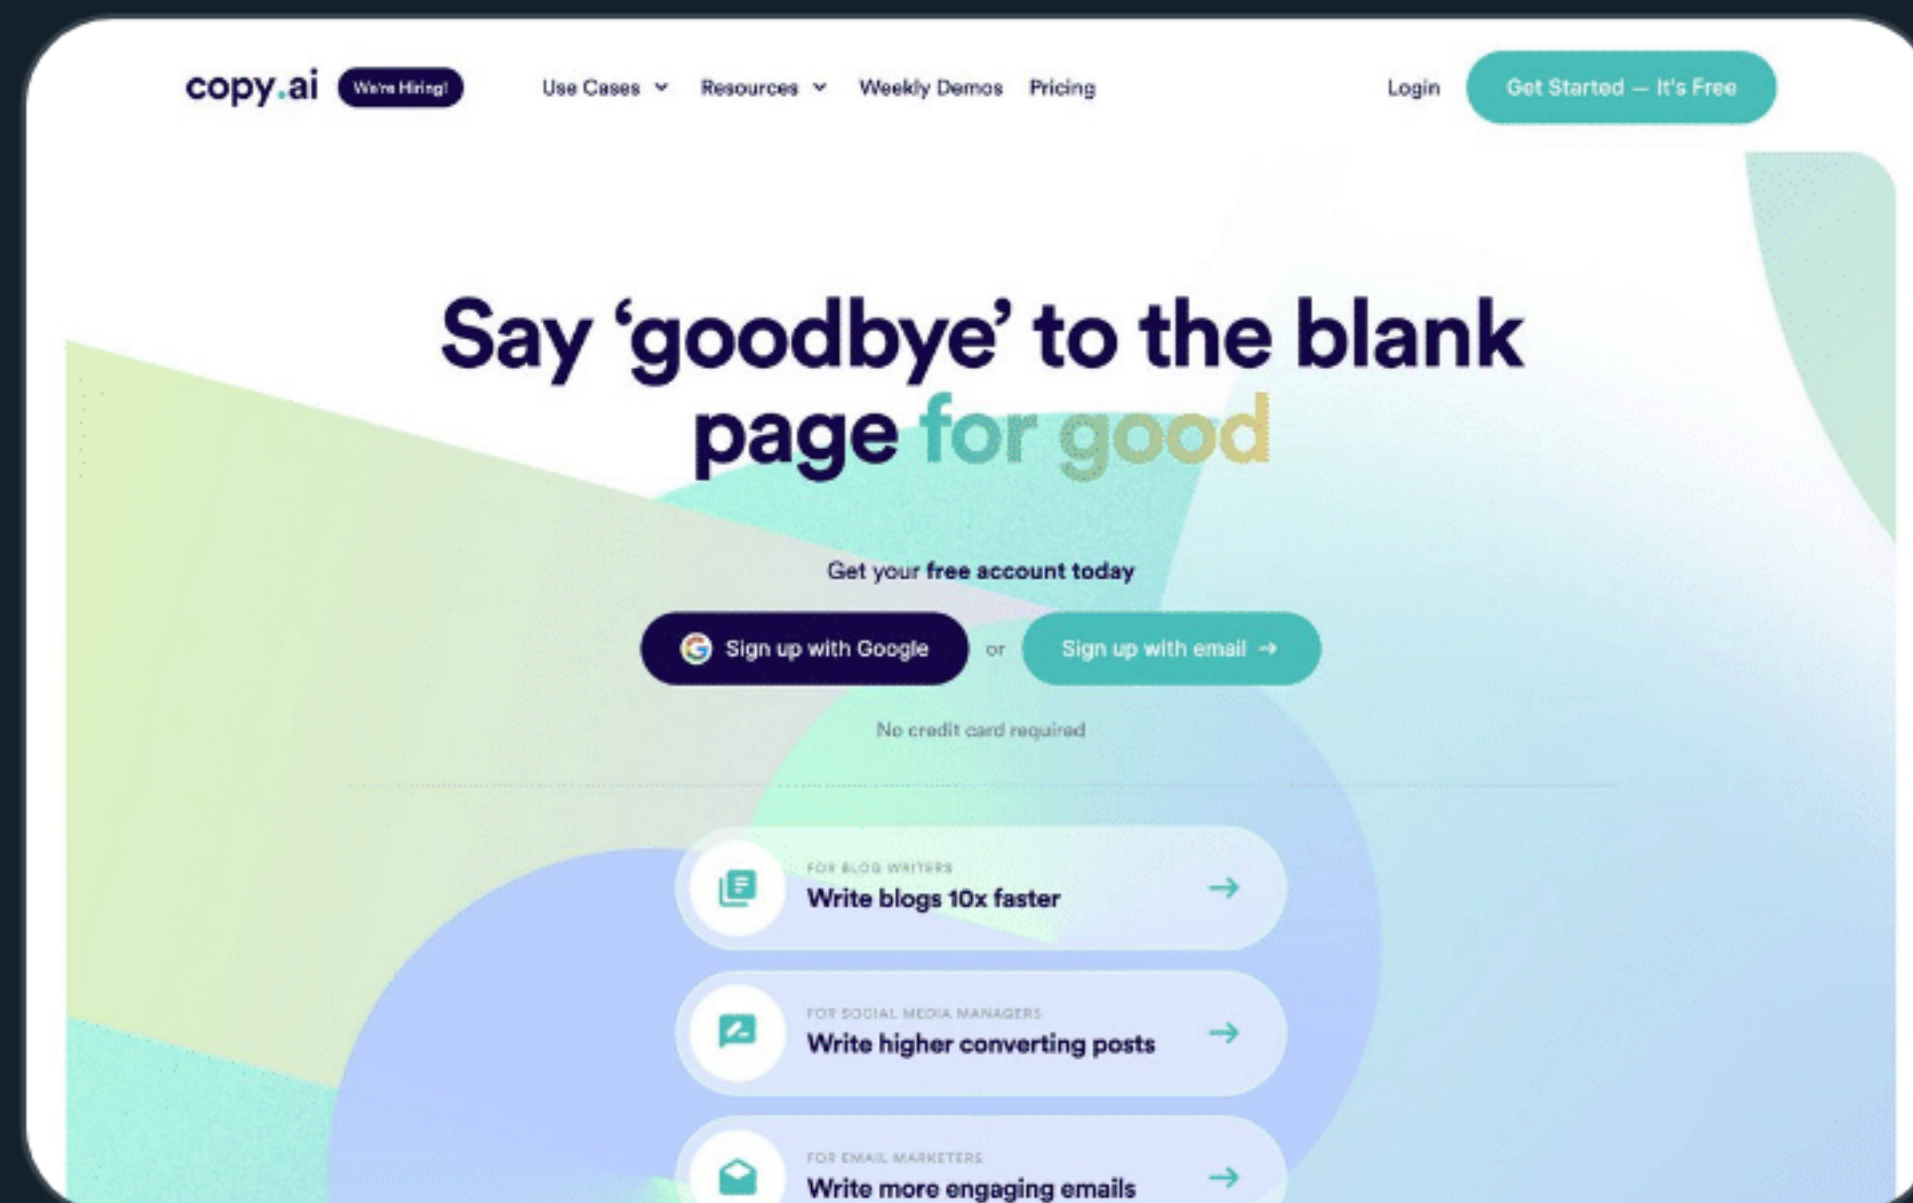 copy.ai
We're Hiring!
Use Cases
Resources
Weekly Demos
Pricing
Login
Get Started — It's Free
Say ‘goodbye’ to the blank
page for good
Get your free account today
Sign up with Google
or
Sign up with email →
No credit card required
FOR BLOG WRITERS
Write blogs 10x faster
FOR SOCIAL MEDIA MANAGERS
Write higher converting posts
FOR EMAIL MARKETERS
Write more engaging emails